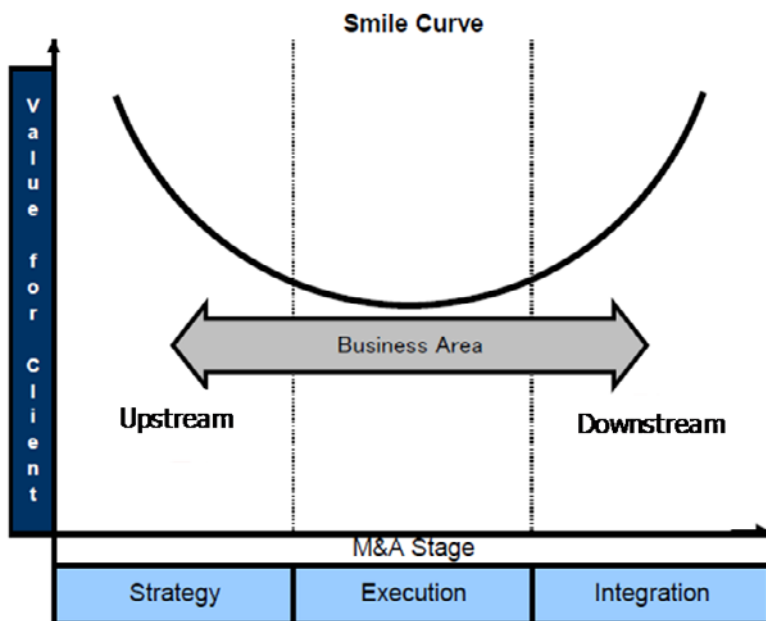 Smile Curve
Value for Client
Business Area
Upstream
Downstream
M&A Stage
Strategy
Execution
Integration